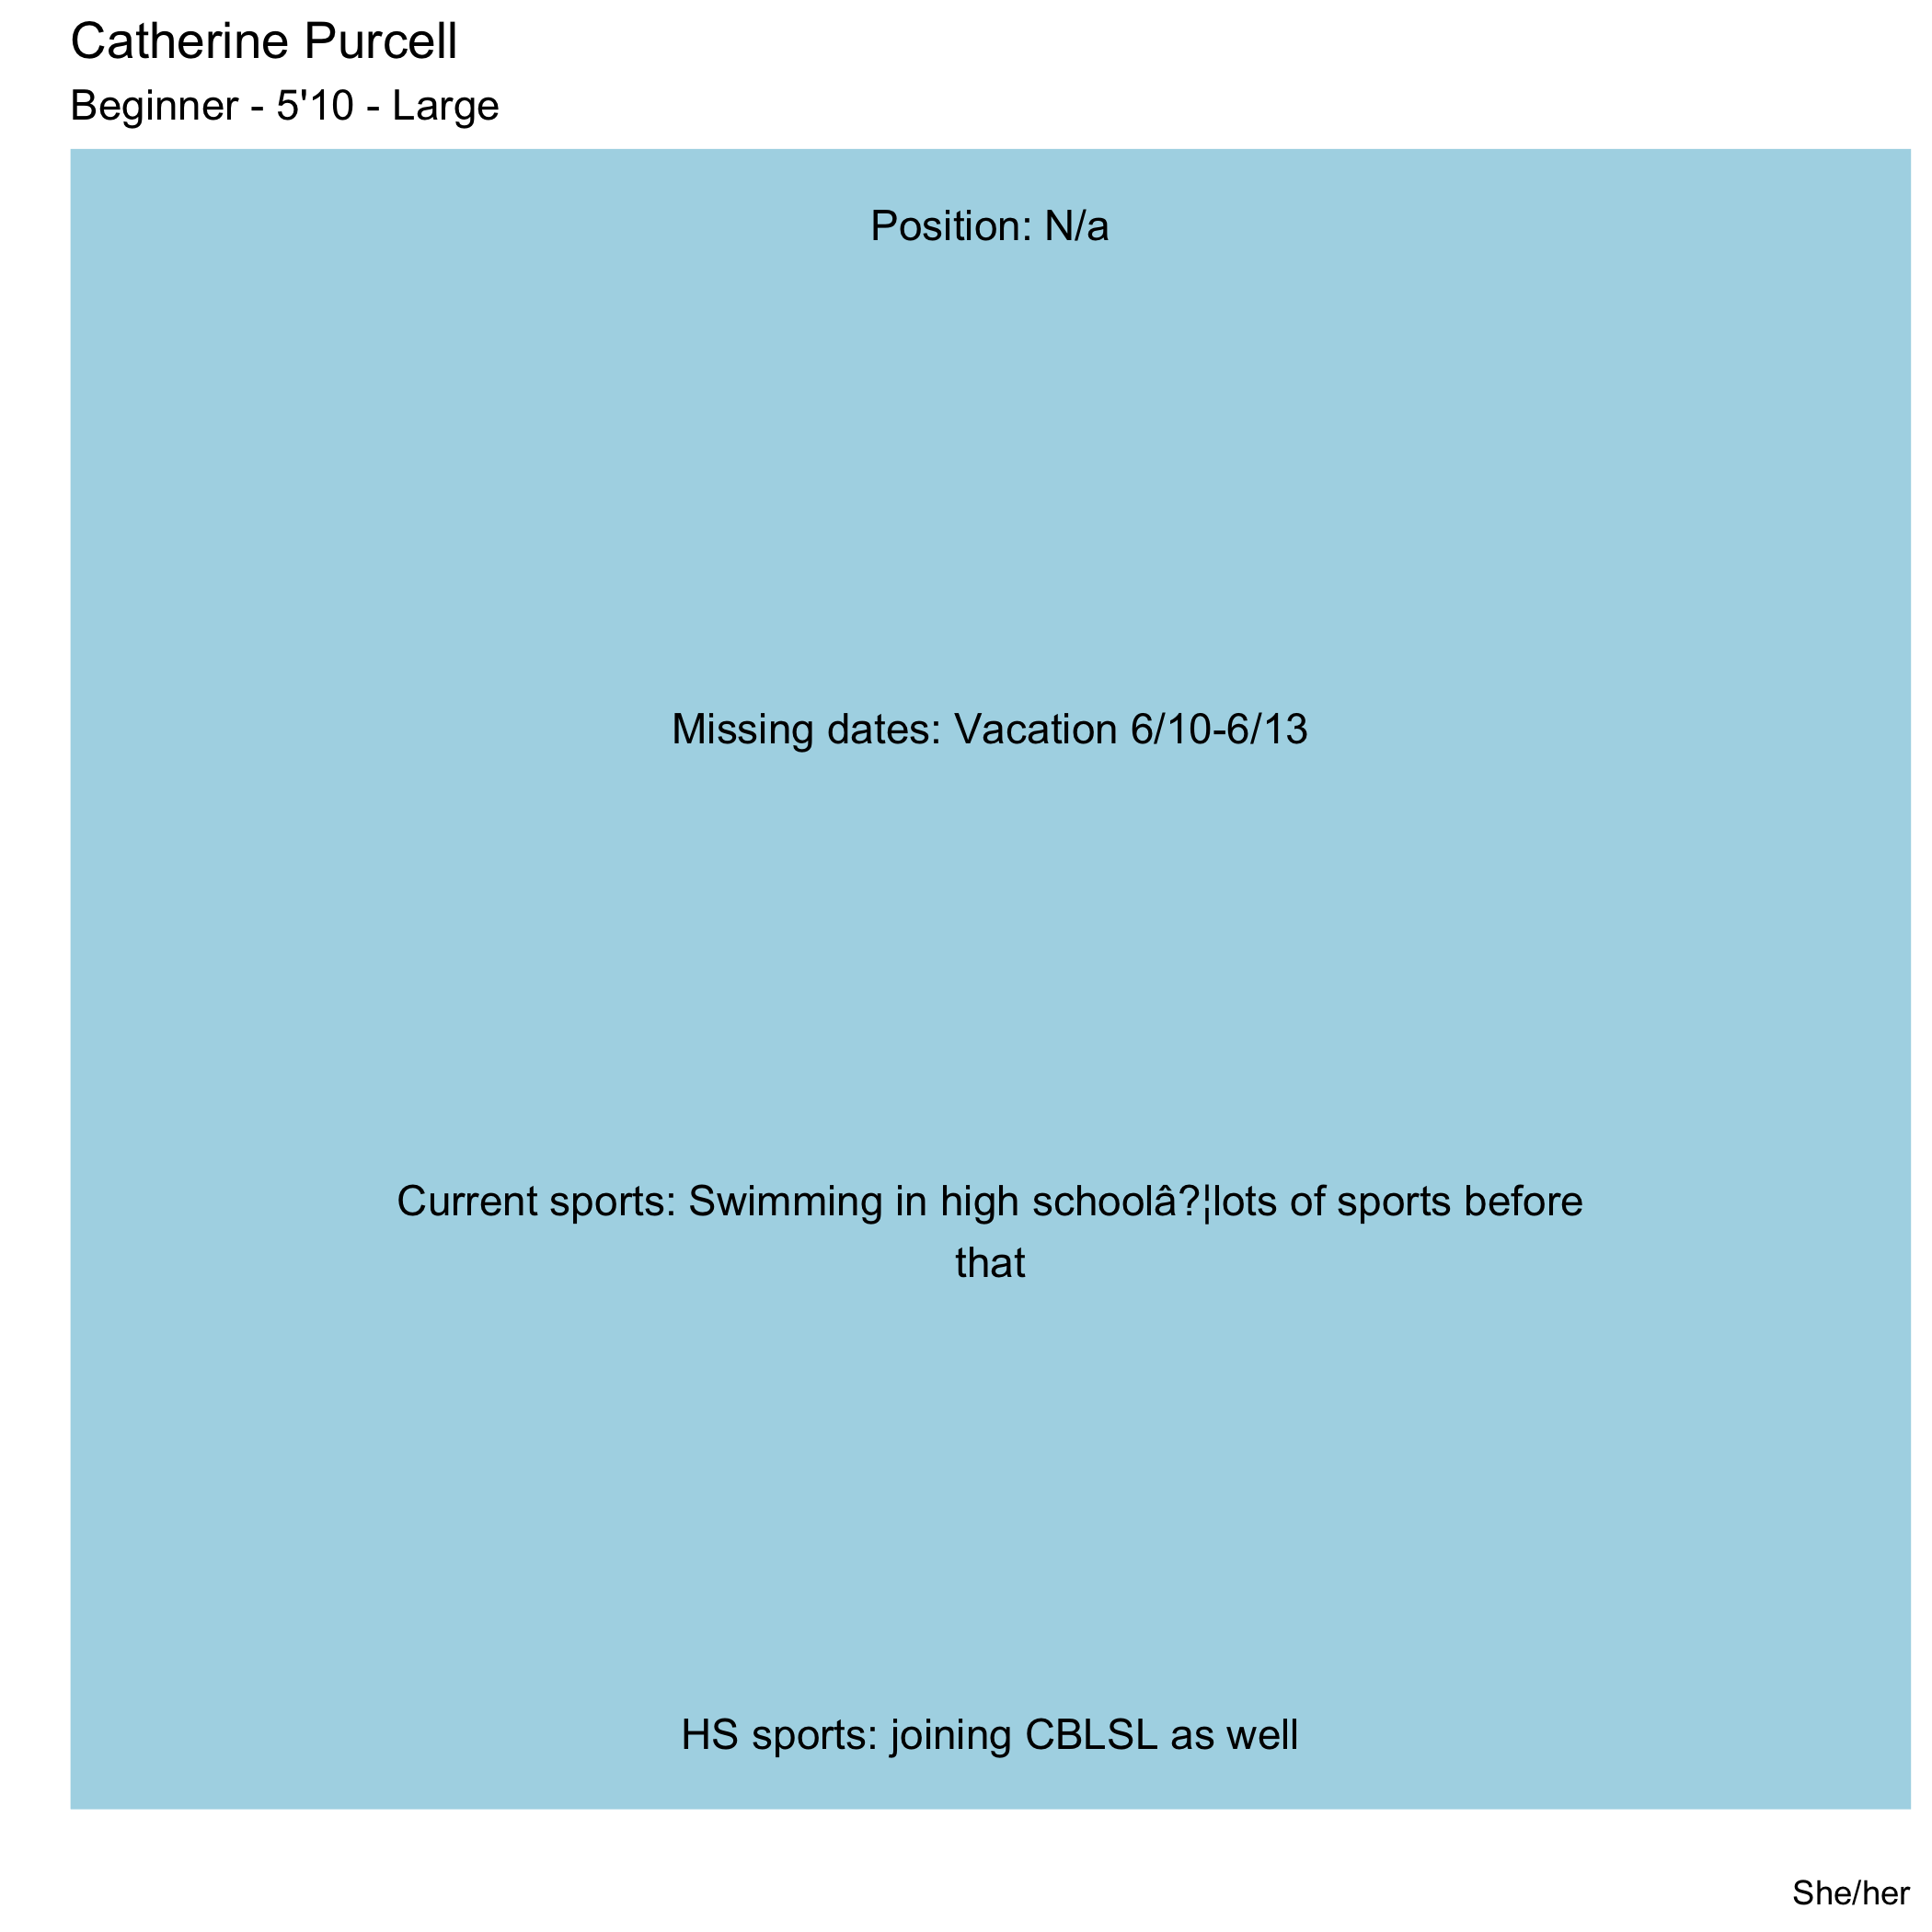 Catherine Purcell
Beginner - 5'10 - Large
Position: N/a
Missing dates: Vacation 6/10-6/13
Current sports: Swimming in high schoolâ?¦lots of sports before
that
HS sports: joining CBLSL as well
She/her